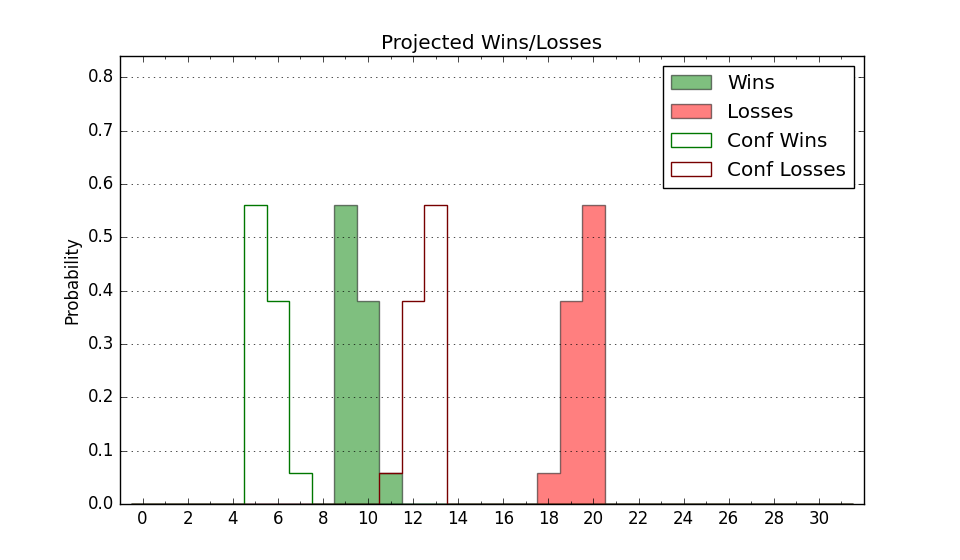 Projected Wins/Losses
Probability
0.8
0.7
0.6
0.5
0.4
0.3
0.2
0.1
0.0
0 2 4 6 8 10 12 14 16 18 20 22 24 26 28 30
Wins
Losses
Conf Wins
Conf Losses